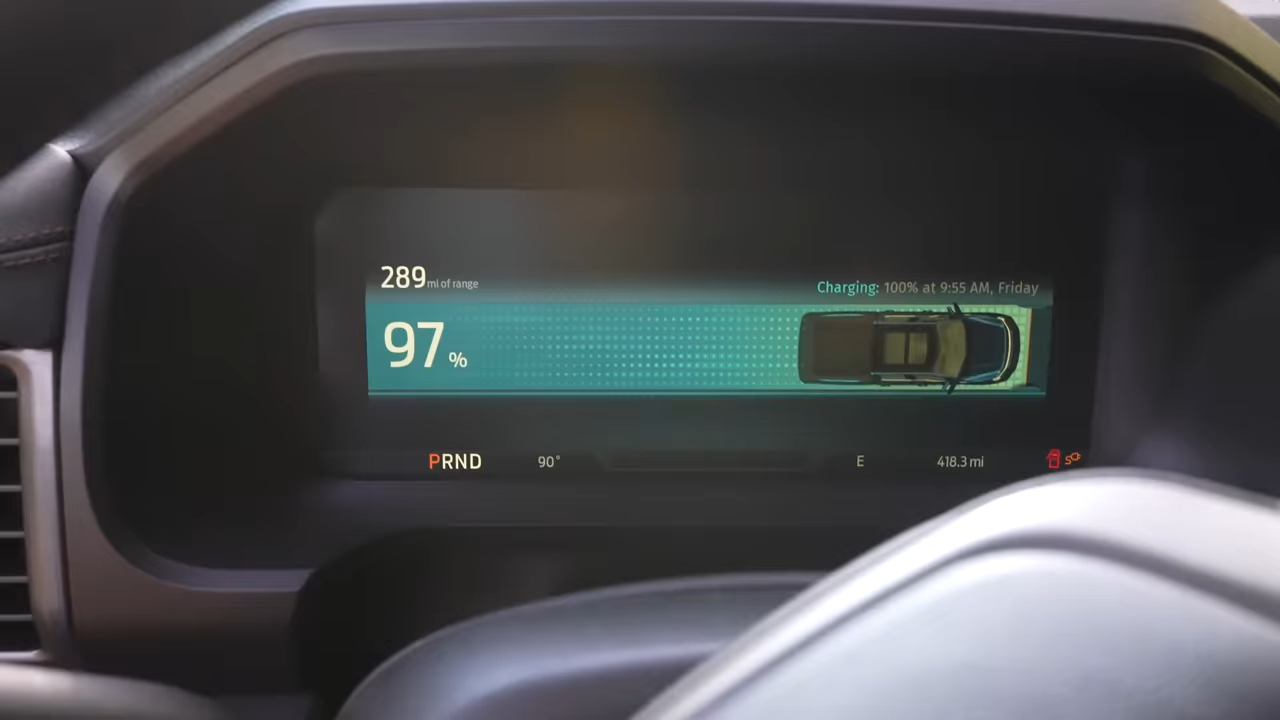 289 mi of range
Charging: 100% at 9:55 AM, Friday
97 %
PRND 90° E 418.3 mi